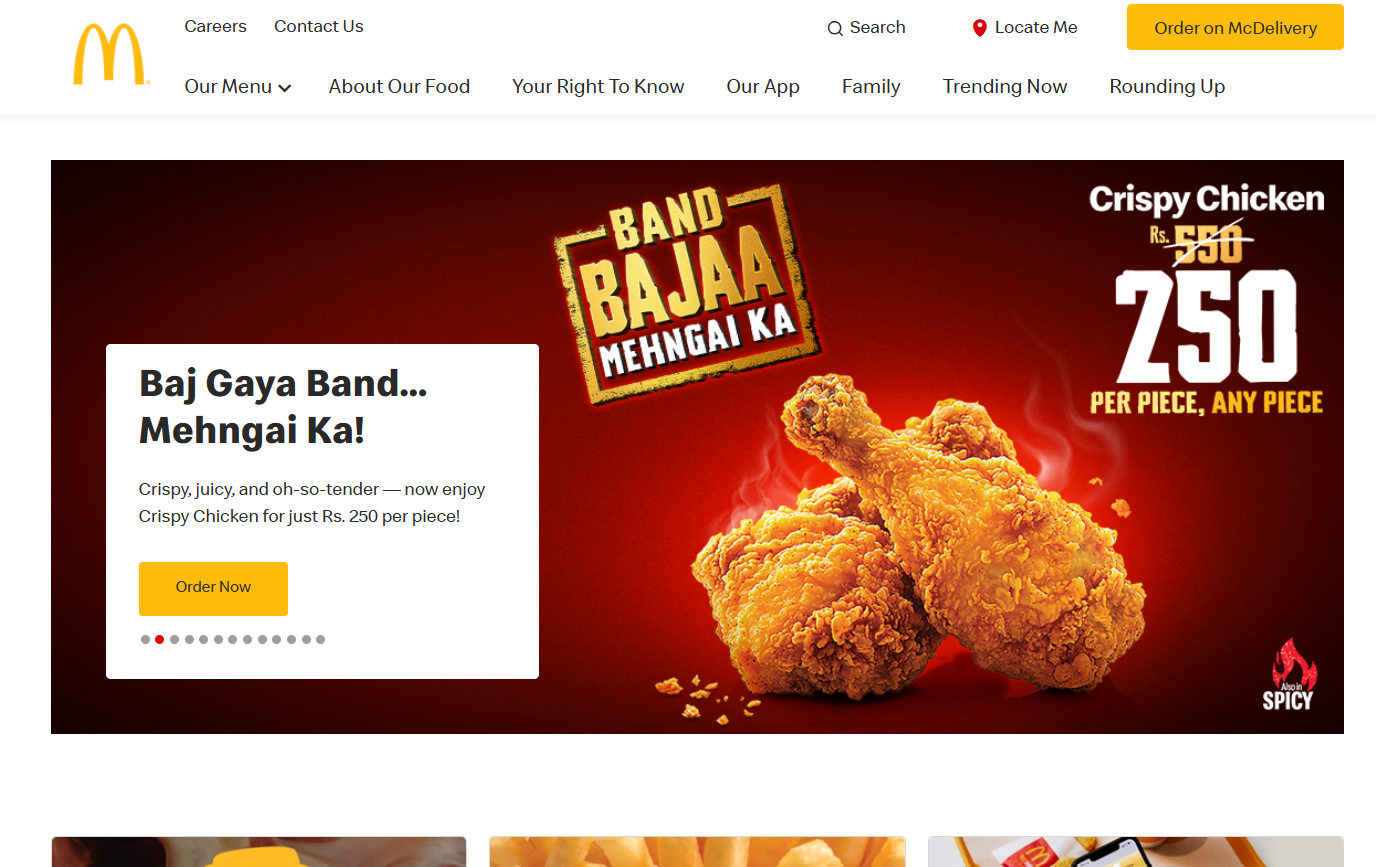 Careers Contact Us Search Locate Me Order on McDelivery
Our Menu About Our Food Your Right To Know Our App Family Trending Now Rounding Up
BAND
BAJAA
MEHNGAI KA
Crispy Chicken
Rs. 550
250
PER PIECE, ANY PIECE
Baj Gaya Band...
Mehngai Ka!
Crispy, juicy, and oh-so-tender — now enjoy
Crispy Chicken for just Rs. 250 per piece!
Order Now
Also in
SPICY